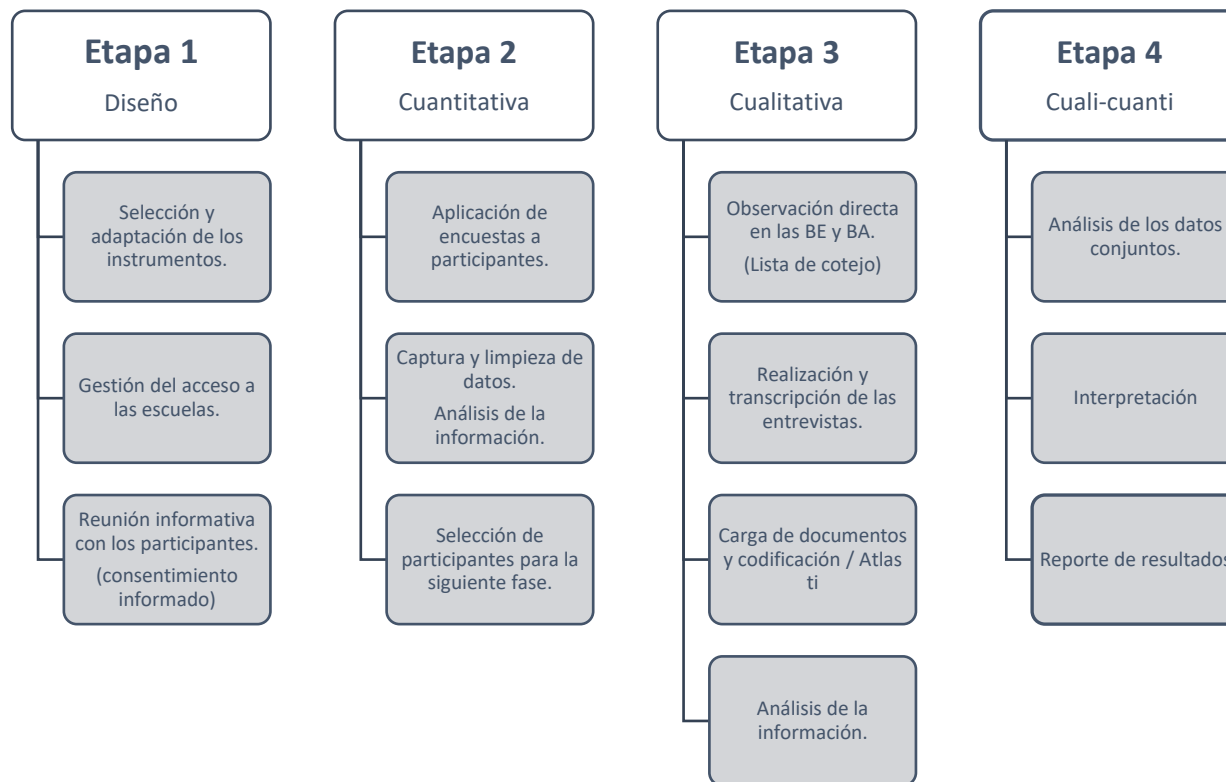 Etapa 1
Diseño
Selección y
adaptación de los
instrumentos.
Gestión del acceso a
las escuelas.
Reunión informativa
con los participantes.
(consentimiento
informado)
Etapa 2
Cuantitativa
Aplicación de
encuestas a
participantes.
Captura y limpieza de
datos.
Análisis de la
información.
Selección de
participantes para la
siguiente fase.
Etapa 3
Cualitativa
Observación directa
en las BE y BA.
(Lista de cotejo)
Realización y
transcripción de las
entrevistas.
Carga de documentos
y codificación / Atlas
ti
Análisis de la
información.
Etapa 4
Cuali-cuanti
Análisis de los datos
conjuntos.
Interpretación
Reporte de resultados